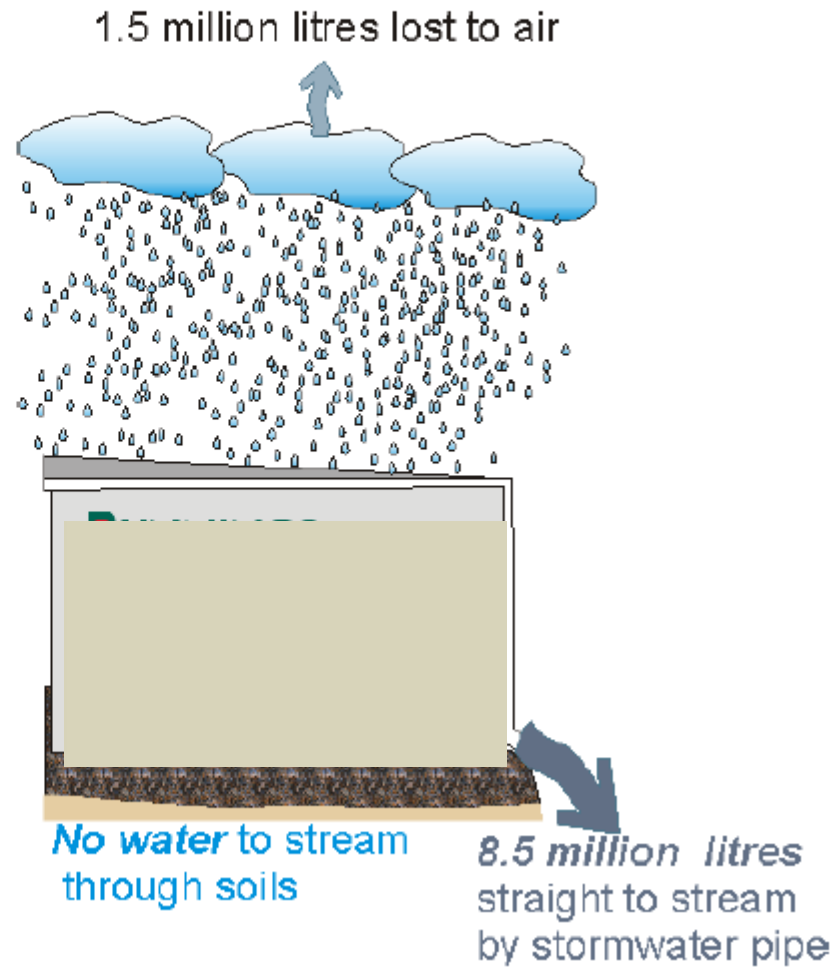 1.5 million litres lost to air
No water to stream
through soils
8.5 million litres
straight to stream
by stormwater pipe